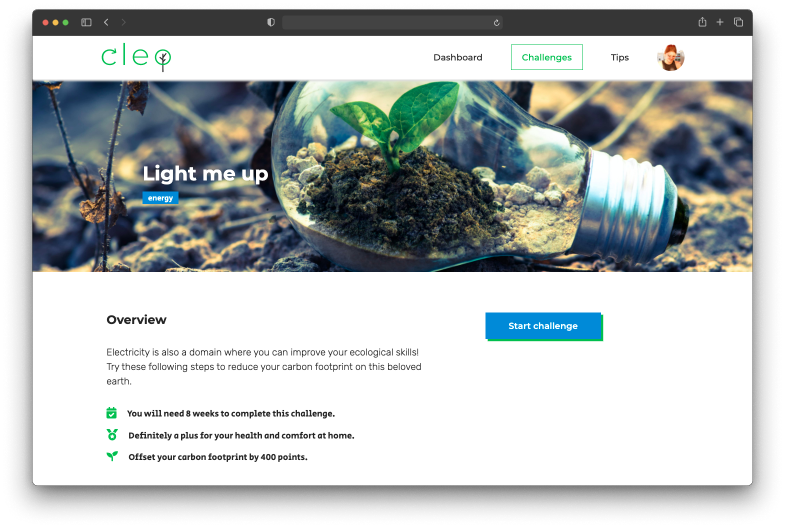 cleo
Dashboard
Challenges
Tips
Light me up
energy
Overview
Start challenge
Electricity is also a domain where you can improve your ecological skills!
Try these following steps to reduce your carbon footprint on this beloved
earth.
You will need 8 weeks to complete this challenge.
Definitely a plus for your health and comfort at home.
Offset your carbon footprint by 400 points.